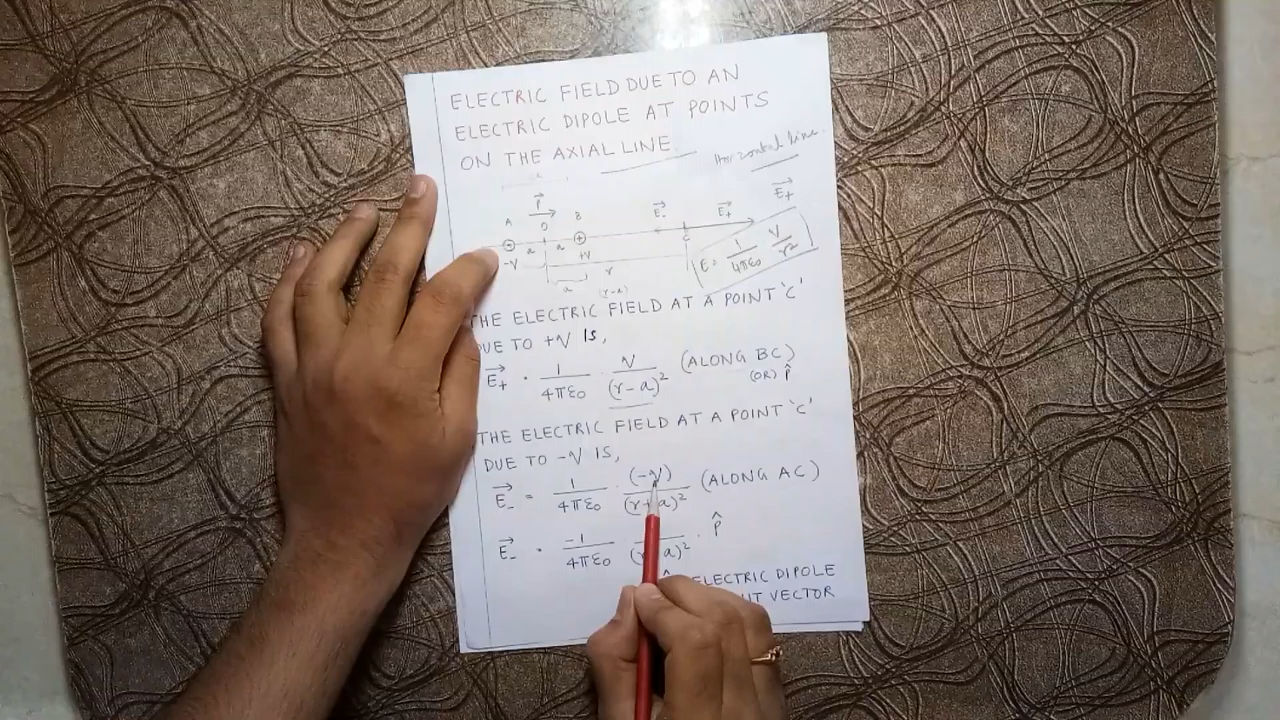 ELECTRIC FIELD DUE TO AN
ELECTRIC DIPOLE AT POINTS
ON THE AXIAL LINE
Horizontal line.
E₊
P E₋ E₊
A O B C
-q a a +q
a r
(r-a)
E = 1/4πε₀ q/r²
THE ELECTRIC FIELD AT A POINT 'C'
DUE TO +q IS,
E₊ = 1/4πε₀ · q/(r-a)² (ALONG BC)
(OR) P̂
THE ELECTRIC FIELD AT A POINT 'C'
DUE TO -q IS,
E₋ = 1/4πε₀ · (-q)/(r+a)² (ALONG AC)
E₋ = -1/4πε₀ · P̂
ELECTRIC DIPOLE
VECTOR